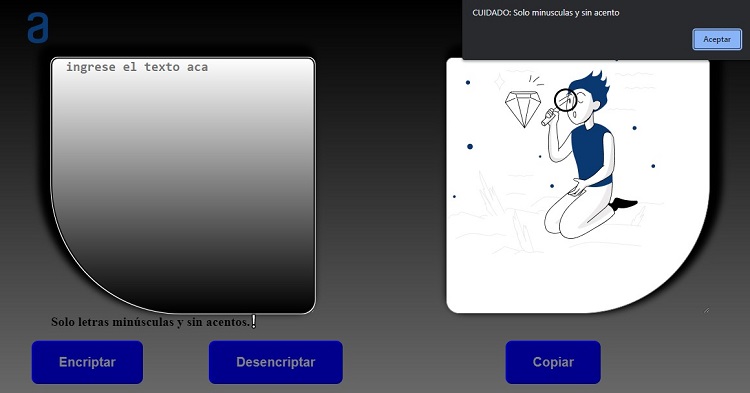 a
CUIDADO: Solo minusculas y sin acento
Aceptar
ingrese el texto aca
Solo letras minúsculas y sin acentos.!
Encriptar
Desencriptar
Copiar